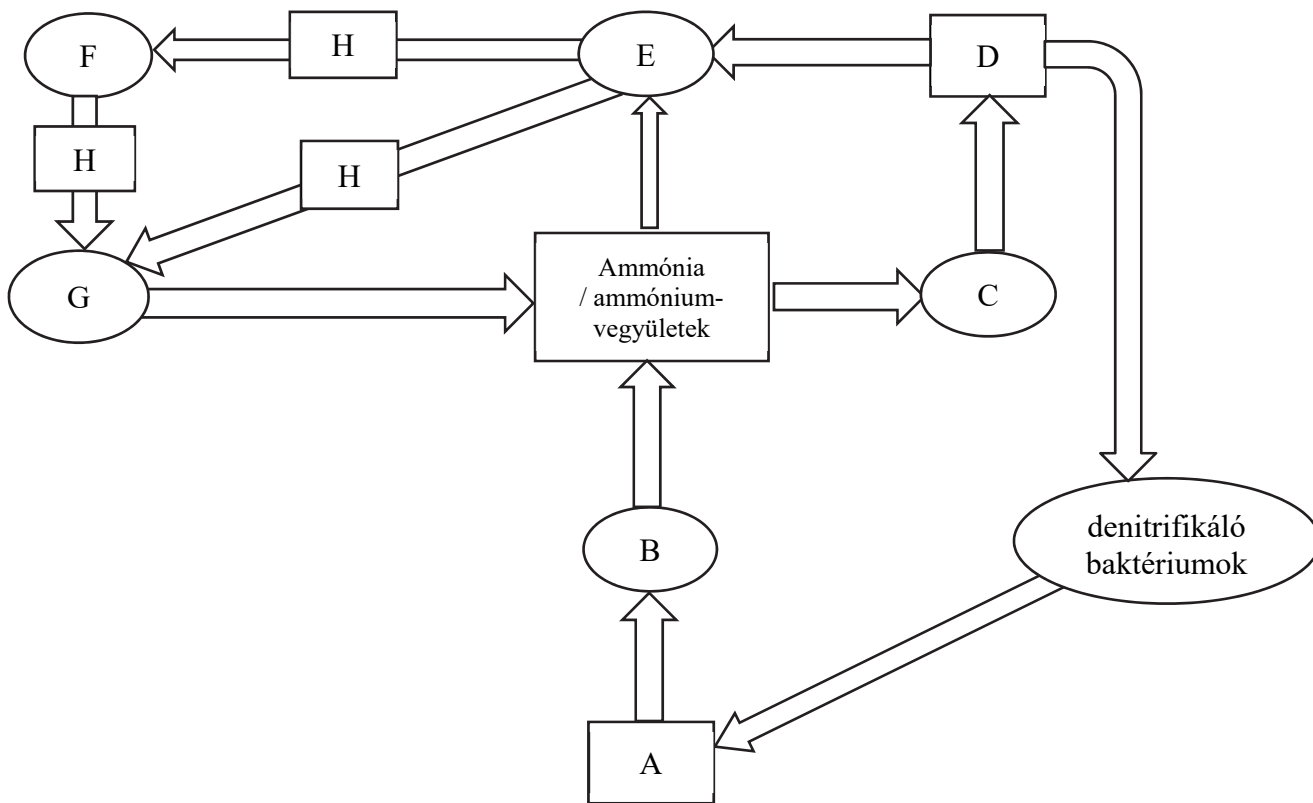 F
H
E
D
H
H
G
Ammónia
/ ammónium-
vegyületek
C
B
denitrifikáló
baktériumok
A